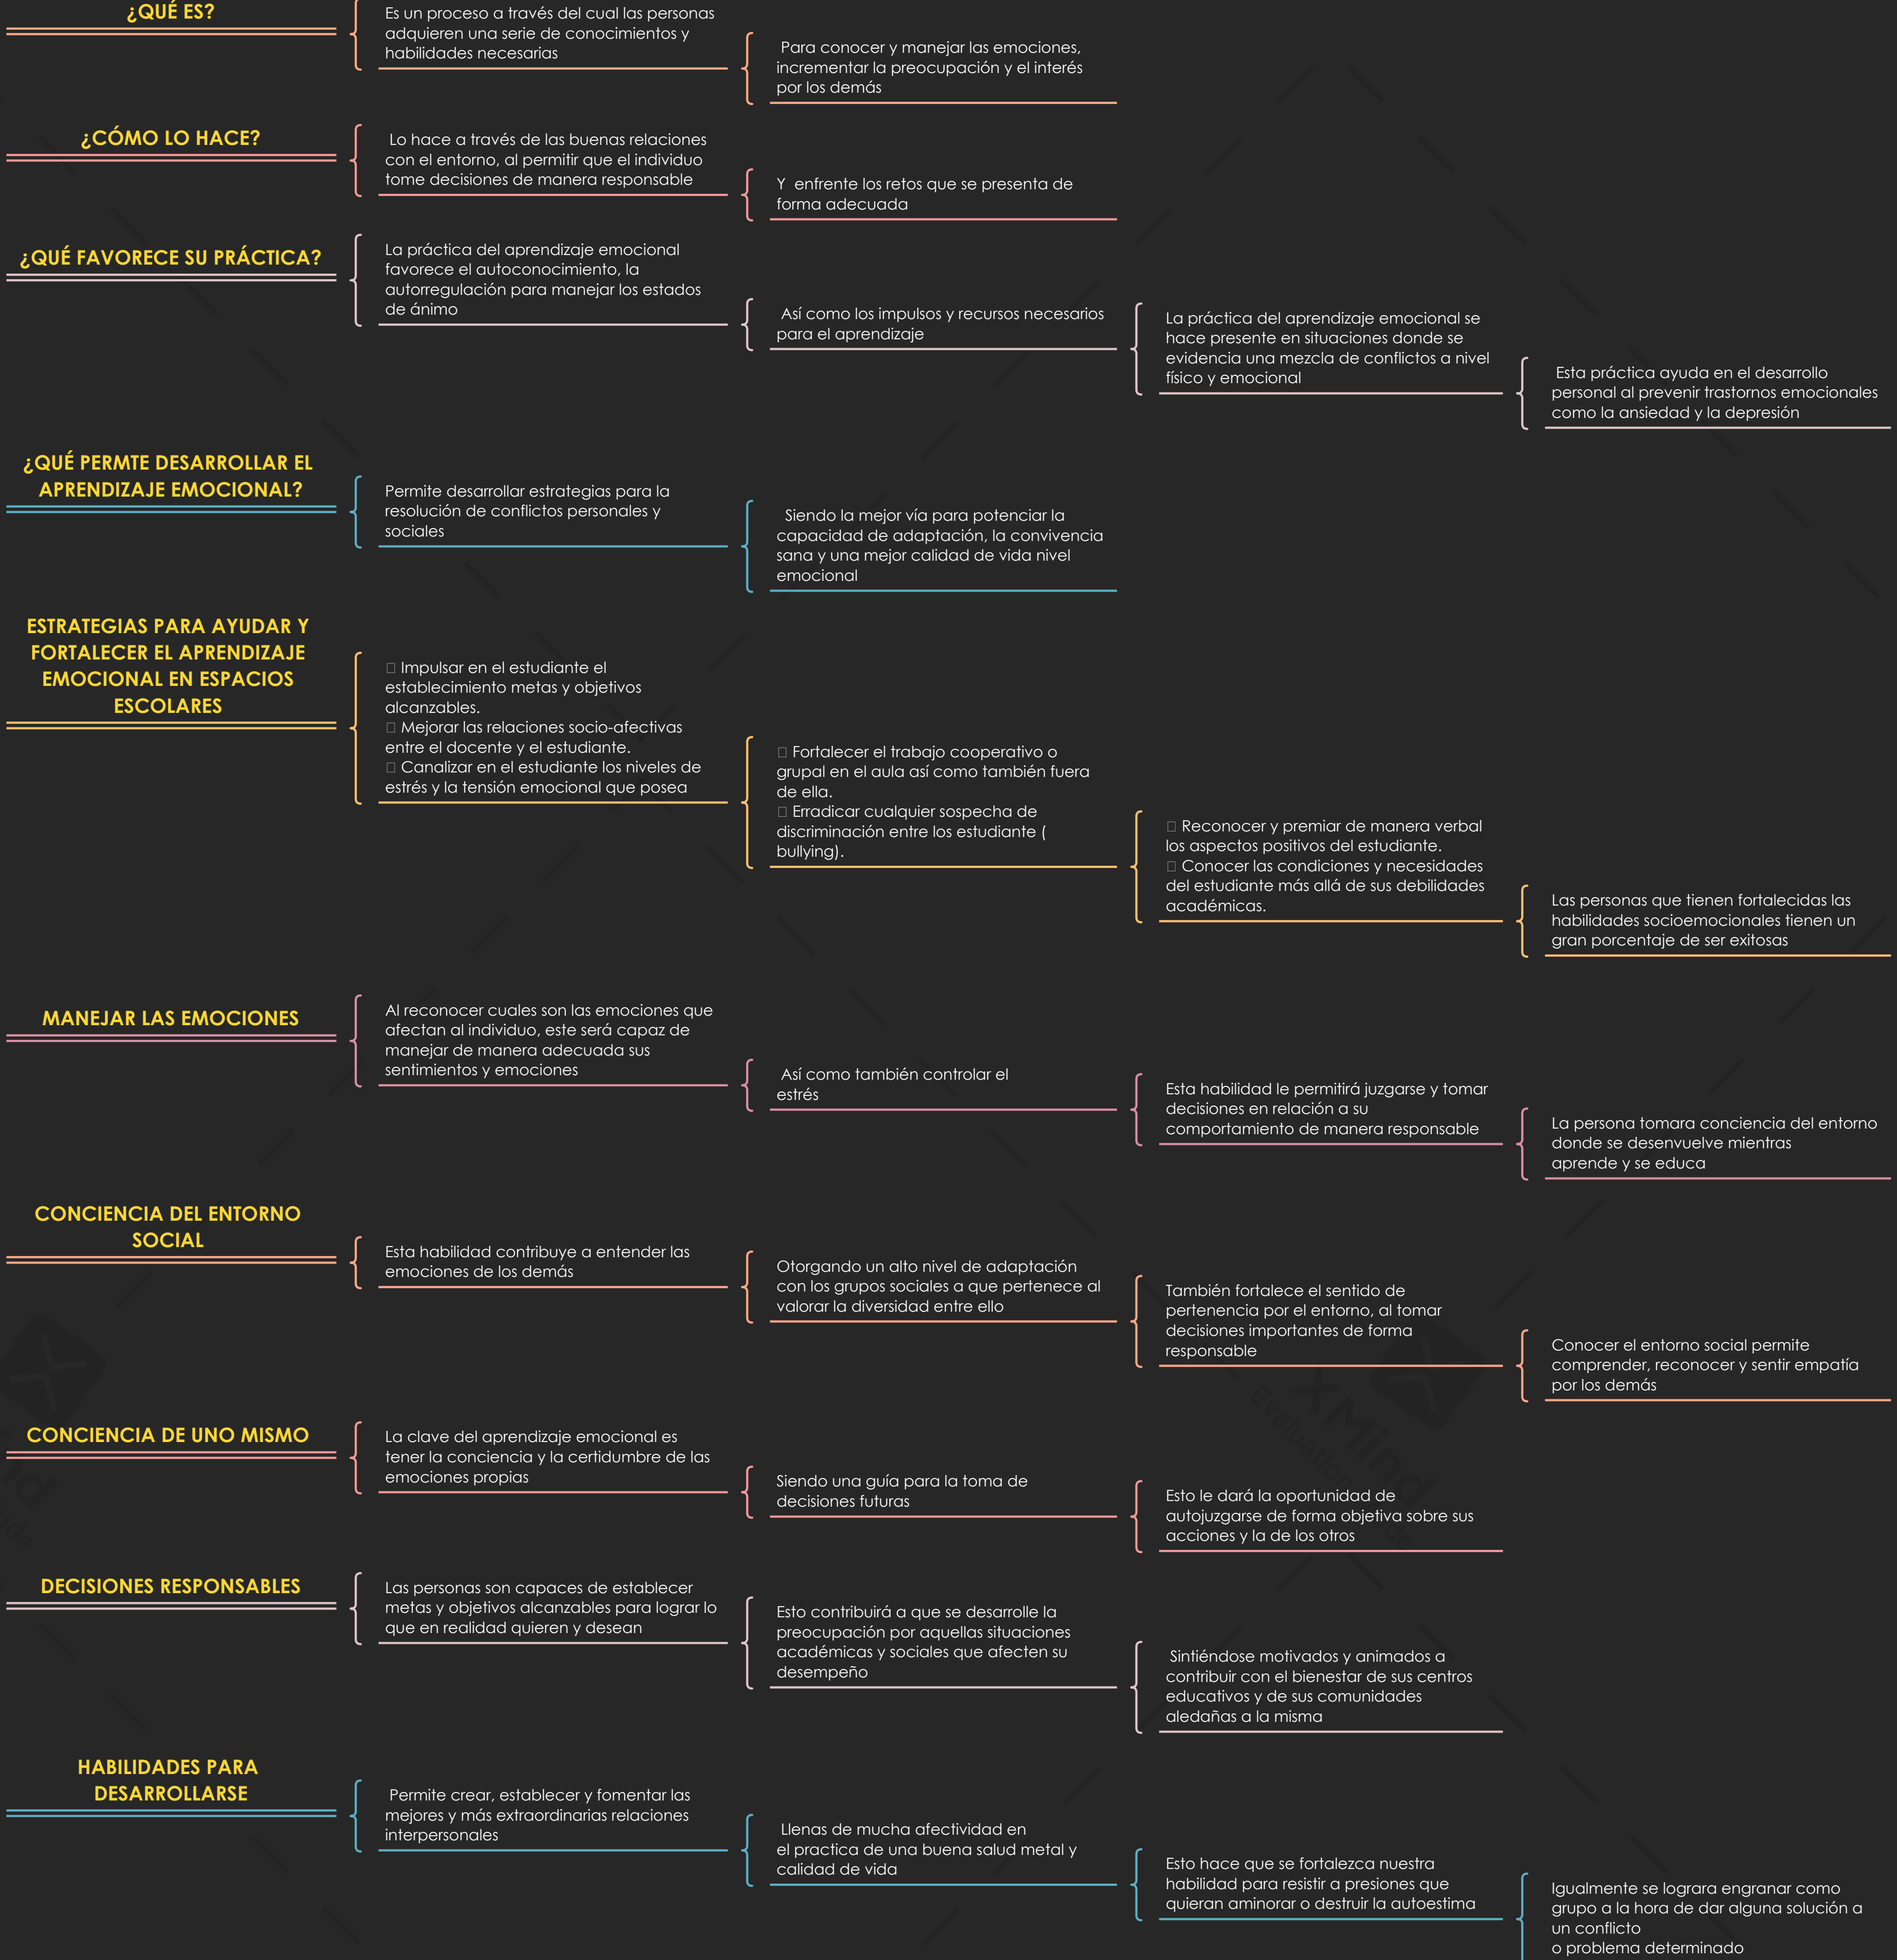 ¿QUÉ ES?
Es un proceso a través del cual las personas
adquieren una serie de conocimientos y
habilidades necesarias
Para conocer y manejar las emociones,
incrementar la preocupación y el interés
por los demás
¿CÓMO LO HACE?
Lo hace a través de las buenas relaciones
con el entorno, al permitir que el individuo
tome decisiones de manera responsable
Y enfrente los retos que se presenta de
forma adecuada
¿QUÉ FAVORECE SU PRÁCTICA?
La práctica del aprendizaje emocional
favorece el autoconocimiento, la
autorregulación para manejar los estados
de ánimo
Así como los impulsos y recursos necesarios
para el aprendizaje
La práctica del aprendizaje emocional se
hace presente en situaciones donde se
evidencia una mezcla de conflictos a nivel
físico y emocional
Esta práctica ayuda en el desarrollo
personal al prevenir trastornos emocionales
como la ansiedad y la depresión
¿QUÉ PERMTE DESARROLLAR EL
APRENDIZAJE EMOCIONAL?
Permite desarrollar estrategias para la
resolución de conflictos personales y
sociales
Siendo la mejor vía para potenciar la
capacidad de adaptación, la convivencia
sana y una mejor calidad de vida nivel
emocional
ESTRATEGIAS PARA AYUDAR Y
FORTALECER EL APRENDIZAJE
EMOCIONAL EN ESPACIOS
ESCOLARES
Impulsar en el estudiante el
establecimiento metas y objetivos
alcanzables.
Mejorar las relaciones socio-afectivas
entre el docente y el estudiante.
Canalizar en el estudiante los niveles de
estrés y la tensión emocional que posea
Fortalecer el trabajo cooperativo o
grupal en el aula así como también fuera
de ella.
Erradicar cualquier sospecha de
discriminación entre los estudiante (
bullying).
Reconocer y premiar de manera verbal
los aspectos positivos del estudiante.
Conocer las condiciones y necesidades
del estudiante más allá de sus debilidades
académicas.
Las personas que tienen fortalecidas las
habilidades socioemocionales tienen un
gran porcentaje de ser exitosas
MANEJAR LAS EMOCIONES
Al reconocer cuales son las emociones que
afectan al individuo, este será capaz de
manejar de manera adecuada sus
sentimientos y emociones
Así como también controlar el
estrés
Esta habilidad le permitirá juzgarse y tomar
decisiones en relación a su
comportamiento de manera responsable
La persona tomara conciencia del entorno
donde se desenvuelve mientras
aprende y se educa
CONCIENCIA DEL ENTORNO
SOCIAL
Esta habilidad contribuye a entender las
emociones de los demás
Otorgando un alto nivel de adaptación
con los grupos sociales a que pertenece al
valorar la diversidad entre ello
También fortalece el sentido de
pertenencia por el entorno, al tomar
decisiones importantes de forma
responsable
Conocer el entorno social permite
comprender, reconocer y sentir empatía
por los demás
CONCIENCIA DE UNO MISMO
La clave del aprendizaje emocional es
tener la conciencia y la certidumbre de las
emociones propias
Siendo una guía para la toma de
decisiones futuras
Esto le dará la oportunidad de
autojuzgarse de forma objetiva sobre sus
acciones y la de los otros
DECISIONES RESPONSABLES
Las personas son capaces de establecer
metas y objetivos alcanzables para lograr lo
que en realidad quieren y desean
Esto contribuirá a que se desarrolle la
preocupación por aquellas situaciones
académicas y sociales que afecten su
desempeño
Sintiéndose motivados y animados a
contribuir con el bienestar de sus centros
educativos y de sus comunidades
aledañas a la misma
HABILIDADES PARA
DESARROLLARSE
Permite crear, establecer y fomentar las
mejores y más extraordinarias relaciones
interpersonales
Llenas de mucha afectividad en
el practica de una buena salud metal y
calidad de vida
Esto hace que se fortalezca nuestra
habilidad para resistir a presiones que
quieran aminorar o destruir la autoestima
Igualmente se lograra engranar como
grupo a la hora de dar alguna solución a
un conflicto
o problema determinado
XMind
Evaluation